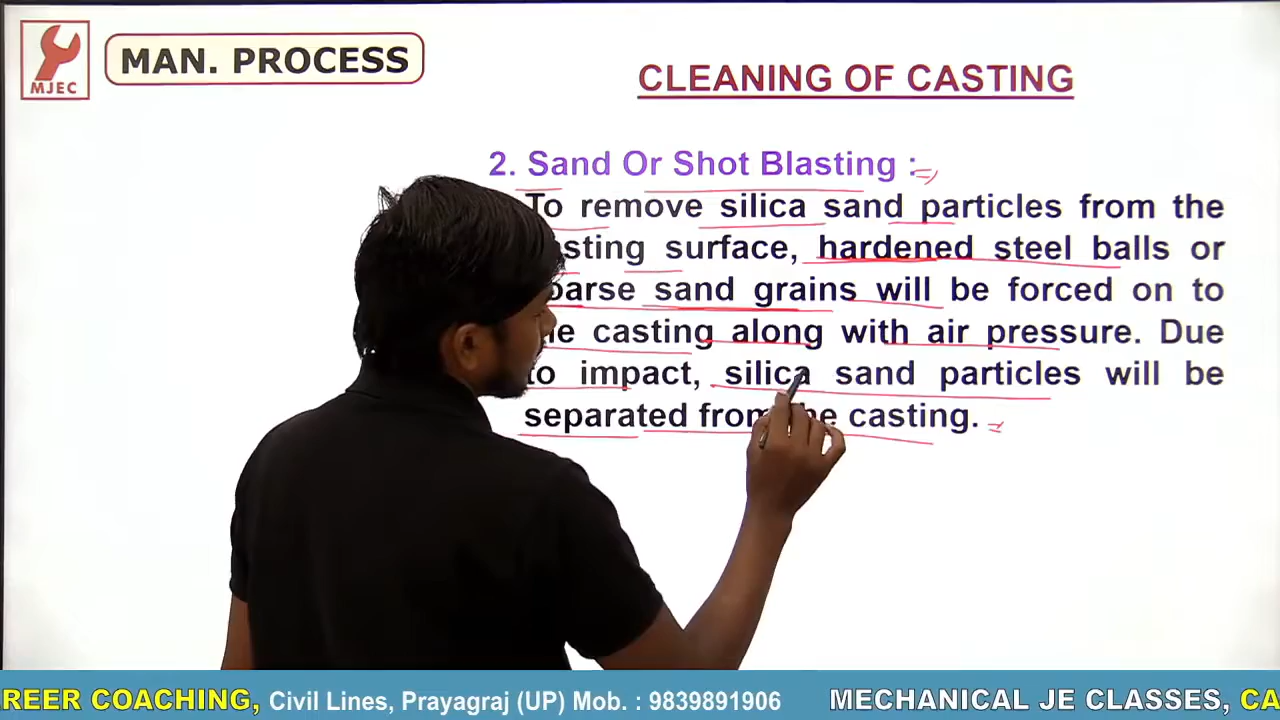 MJEC
MAN. PROCESS
CLEANING OF CASTING
2. Sand Or Shot Blasting :
To remove silica sand particles from the
surface, hardened steel balls or
sand grains will be forced on to
casting along with air pressure. Due
to impact, silica sand particles will be
separated from casting.
REER COACHING, Civil Lines, Prayagraj (UP) Mob. : 9839891906 MECHANICAL JE CLASSES, CA